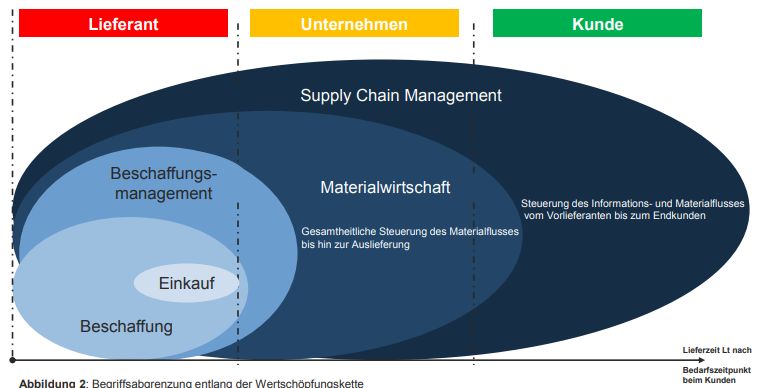 Lieferant
Unternehmen
Kunde
Supply Chain Management
Beschaffungs-
management
Materialwirtschaft
Steuerung des Informations- und Materialflusses
vom Vorlieferanten bis zum Endkunden
Gesamtheitliche Steuerung des Materialflusses
bis hin zur Auslieferung
Einkauf
Beschaffung
Lieferzeit Lt nach
Bedarfszeitpunkt
beim Kunden
Abbildung 2: Begriffsabgrenzung entlang der Wertschöpfungskette